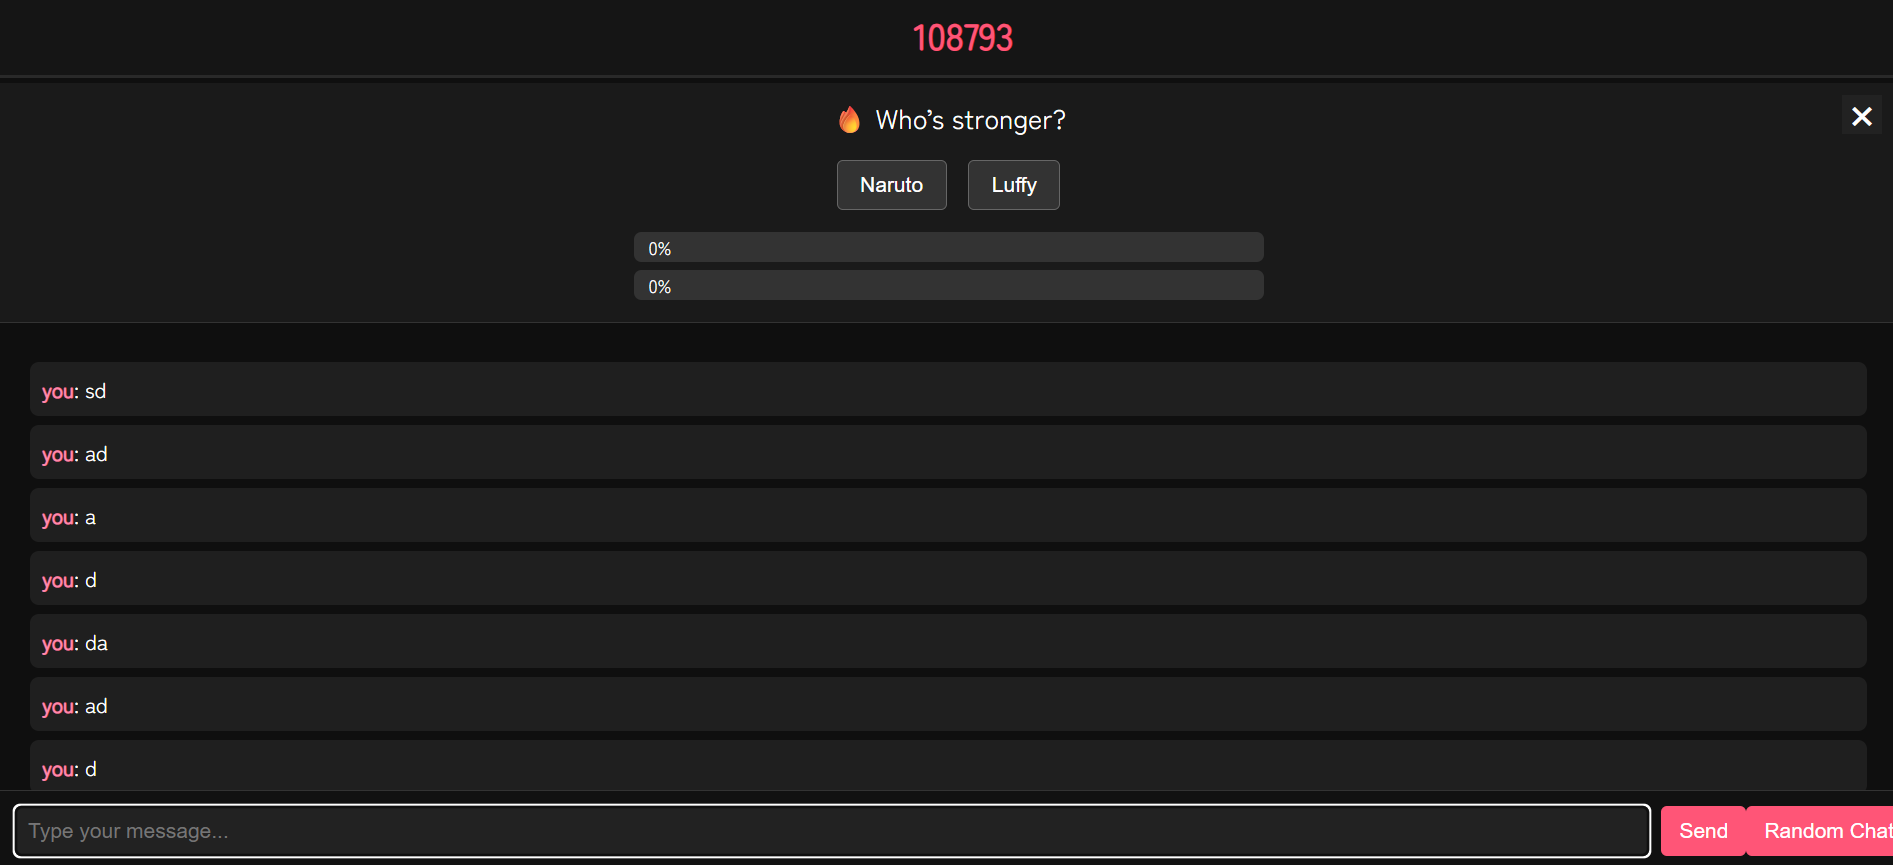 108793
🔥 Who’s stronger?
Naruto Luffy
0%
0%
you: sd
you: ad
you: a
you: d
you: da
you: ad
you: d
Type your message...
Send Random Chat